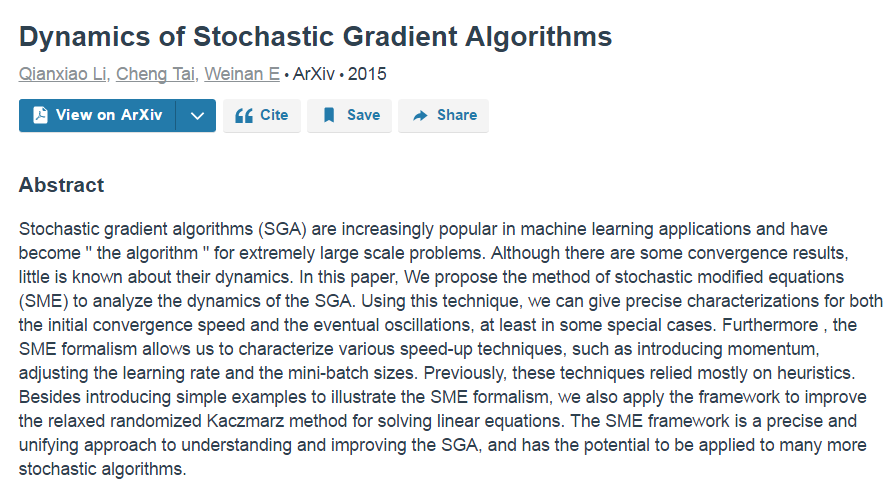 Dynamics of Stochastic Gradient Algorithms
Qianxiao Li, Cheng Tai, Weinan E • ArXiv • 2015
View on ArXiv Cite Save Share
Abstract
Stochastic gradient algorithms (SGA) are increasingly popular in machine learning applications and have
become " the algorithm " for extremely large scale problems. Although there are some convergence results,
little is known about their dynamics. In this paper, We propose the method of stochastic modified equations
(SME) to analyze the dynamics of the SGA. Using this technique, we can give precise characterizations for both
the initial convergence speed and the eventual oscillations, at least in some special cases. Furthermore , the
SME formalism allows us to characterize various speed-up techniques, such as introducing momentum,
adjusting the learning rate and the mini-batch sizes. Previously, these techniques relied mostly on heuristics.
Besides introducing simple examples to illustrate the SME formalism, we also apply the framework to improve
the relaxed randomized Kaczmarz method for solving linear equations. The SME framework is a precise and
unifying approach to understanding and improving the SGA, and has the potential to be applied to many more
stochastic algorithms.